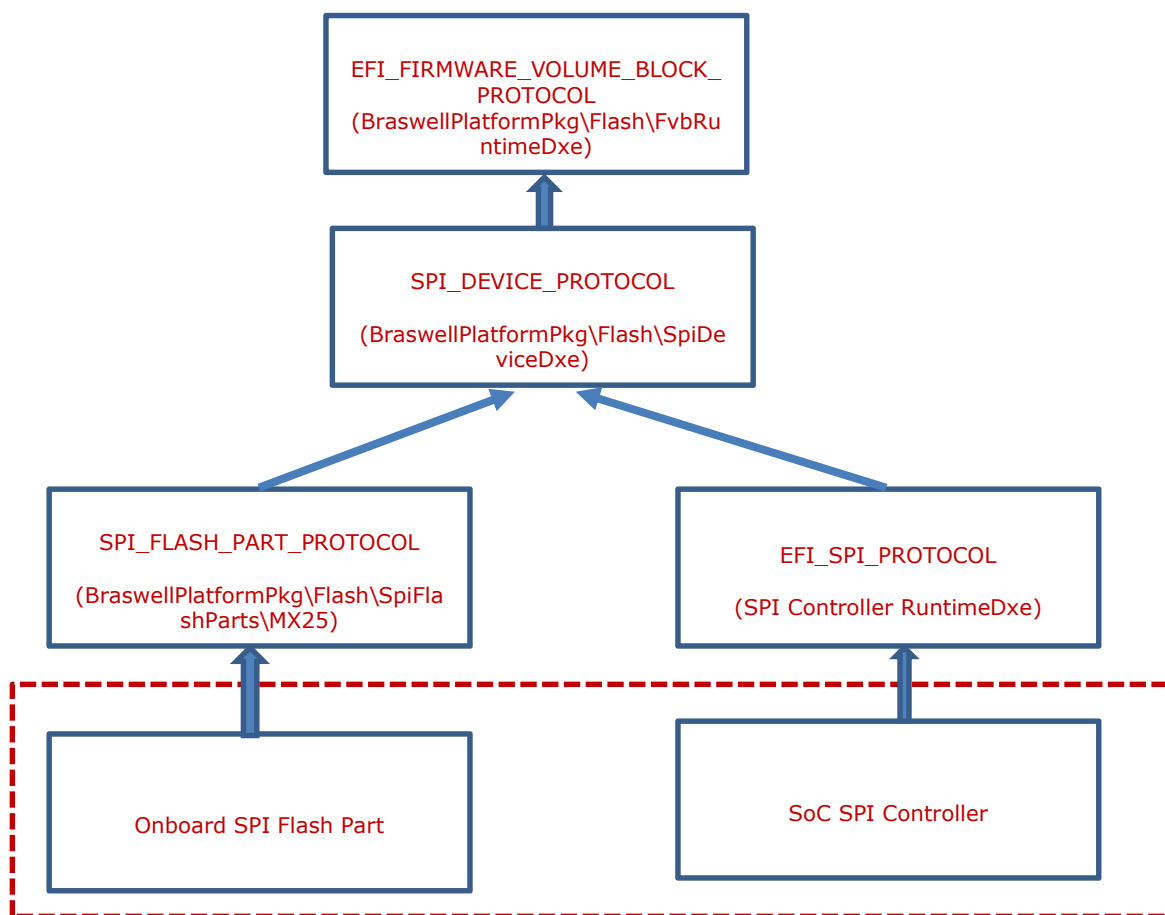 EFI_FIRMWARE_VOLUME_BLOCK_
PROTOCOL
(BraswellPlatformPkg\Flash\FvbRu
ntimeDxe)
SPI_DEVICE_PROTOCOL
(BraswellPlatformPkg\Flash\SpiDe
viceDxe)
SPI_FLASH_PART_PROTOCOL
(BraswellPlatformPkg\Flash\SpiFla
shParts\MX25)
EFI_SPI_PROTOCOL
(SPI Controller RuntimeDxe)
Onboard SPI Flash Part
SoC SPI Controller